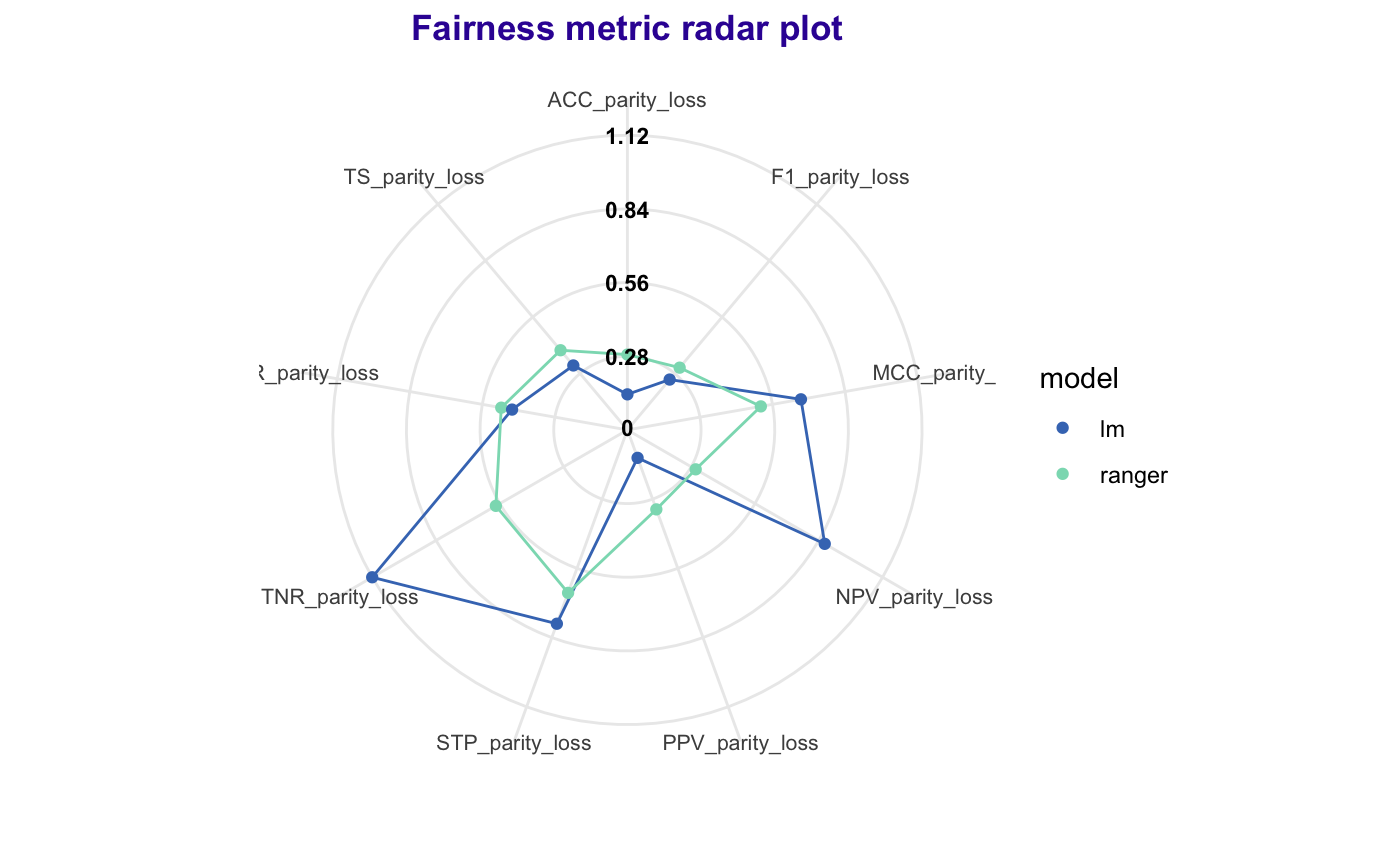 Fairness metric radar plot
ACC_parity_loss
1.12
TS_parity_loss
F1_parity_loss
0.84
0.56
0.28
R_parity_loss
MCC_parity_
0
TNR_parity_loss
NPV_parity_loss
STP_parity_loss
PPV_parity_loss
model
lm
ranger